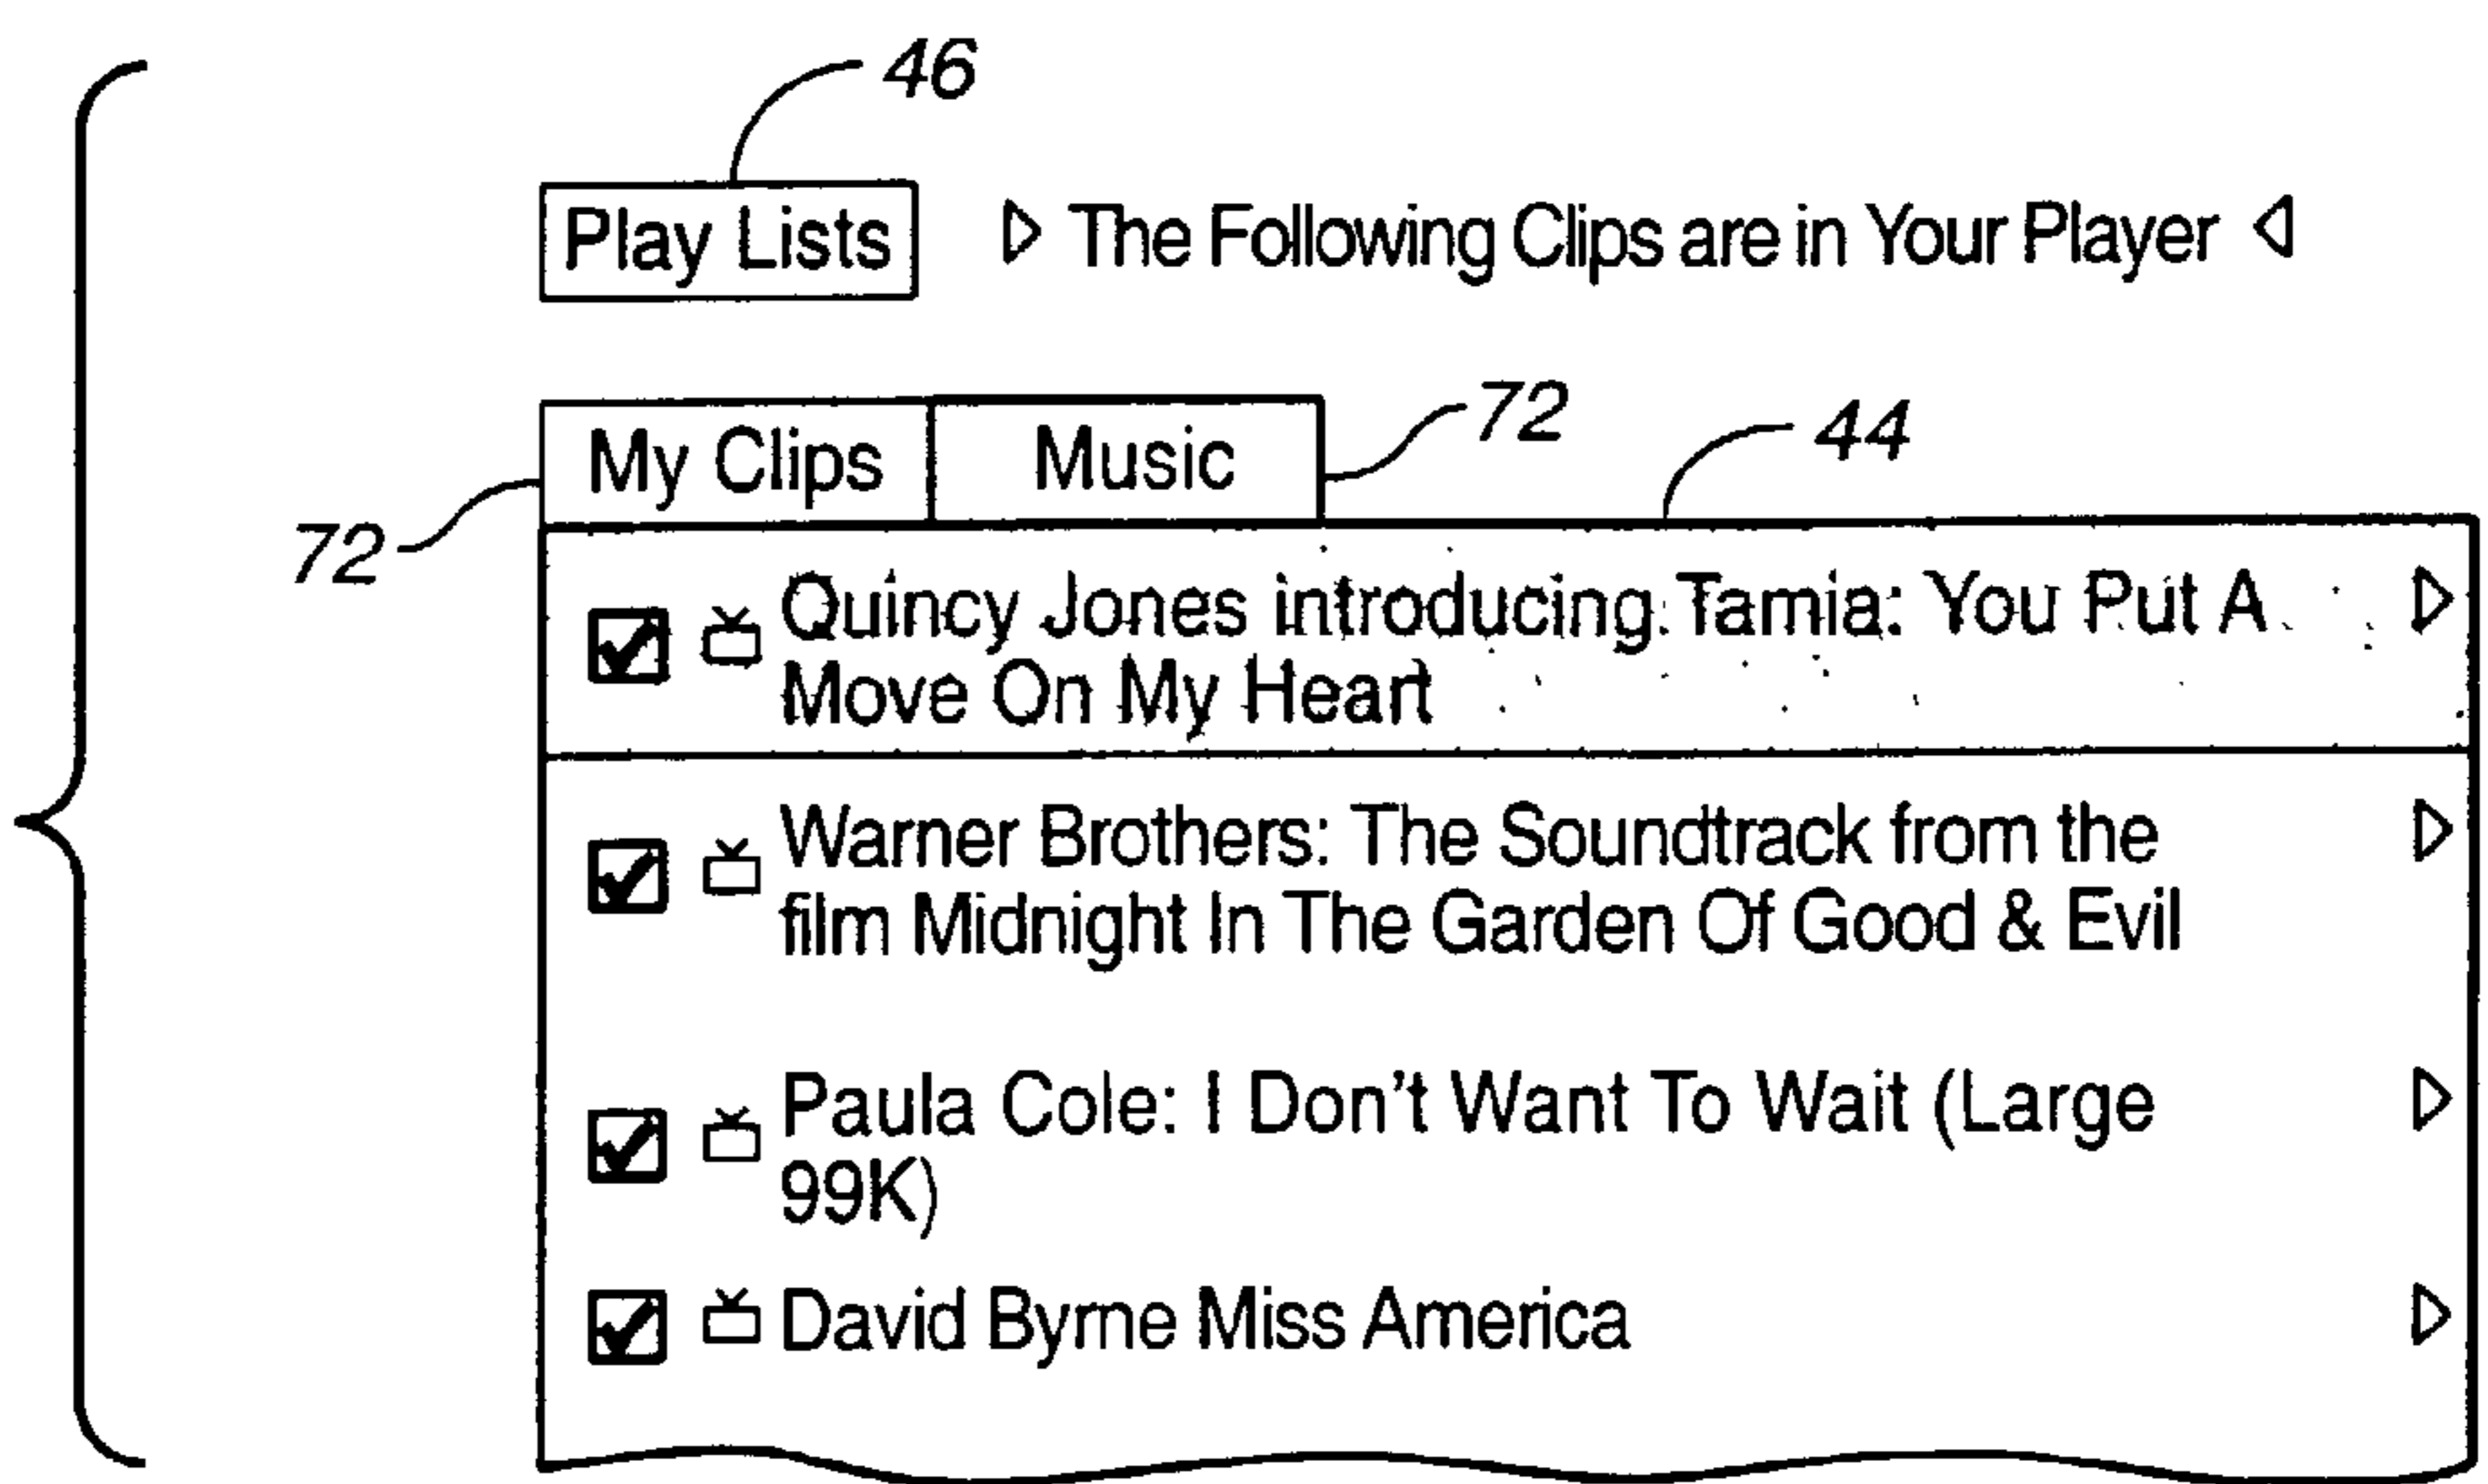 46
Play Lists
The Following Clips are in Your Player
My Clips
Music
72
44
72
Quincy Jones introducing Tamia: You Put A
Move On My Heart
Warner Brothers: The Soundtrack from the
film Midnight In The Garden Of Good & Evil
Paula Cole: I Don't Want To Wait (Large
99K)
David Byrne Miss America